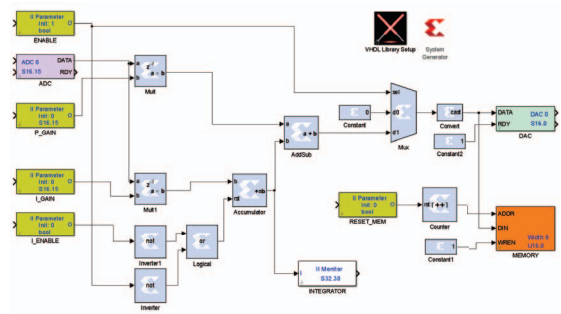 II Parameter
Init: 1 O
bool
ENABLE
VHDL Library Setup
System
Generator
ADC 0 DATA
S16.15 RDY
ADC
a
b
z
a × b
Mult
II Parameter
Init: 0 O
S16.15
P_GAIN
sel
d0
d1
Mux
Constant 0
Constant
cast
Convert
DATA DAC 0
RDY S16.0
DAC
1
Constant2
a
b
a + b
AddSub
II Parameter
Init: 0 O
S16.15
I_GAIN
a
b
z
a × b
Mult1
b
rst
+=b
Accumulator
II Parameter
Init: 0 O
bool
I_ENABLE
not
Inverter1
or
Logical
not
Inverter
II Parameter
Init: 0 O
bool
RESET_MEM
rst [++]
Counter
1
Constant1
ADDR
DIN
WREN
Width 8
U16.0
MEMORY
I II Monitor
S32.30
INTEGRATOR